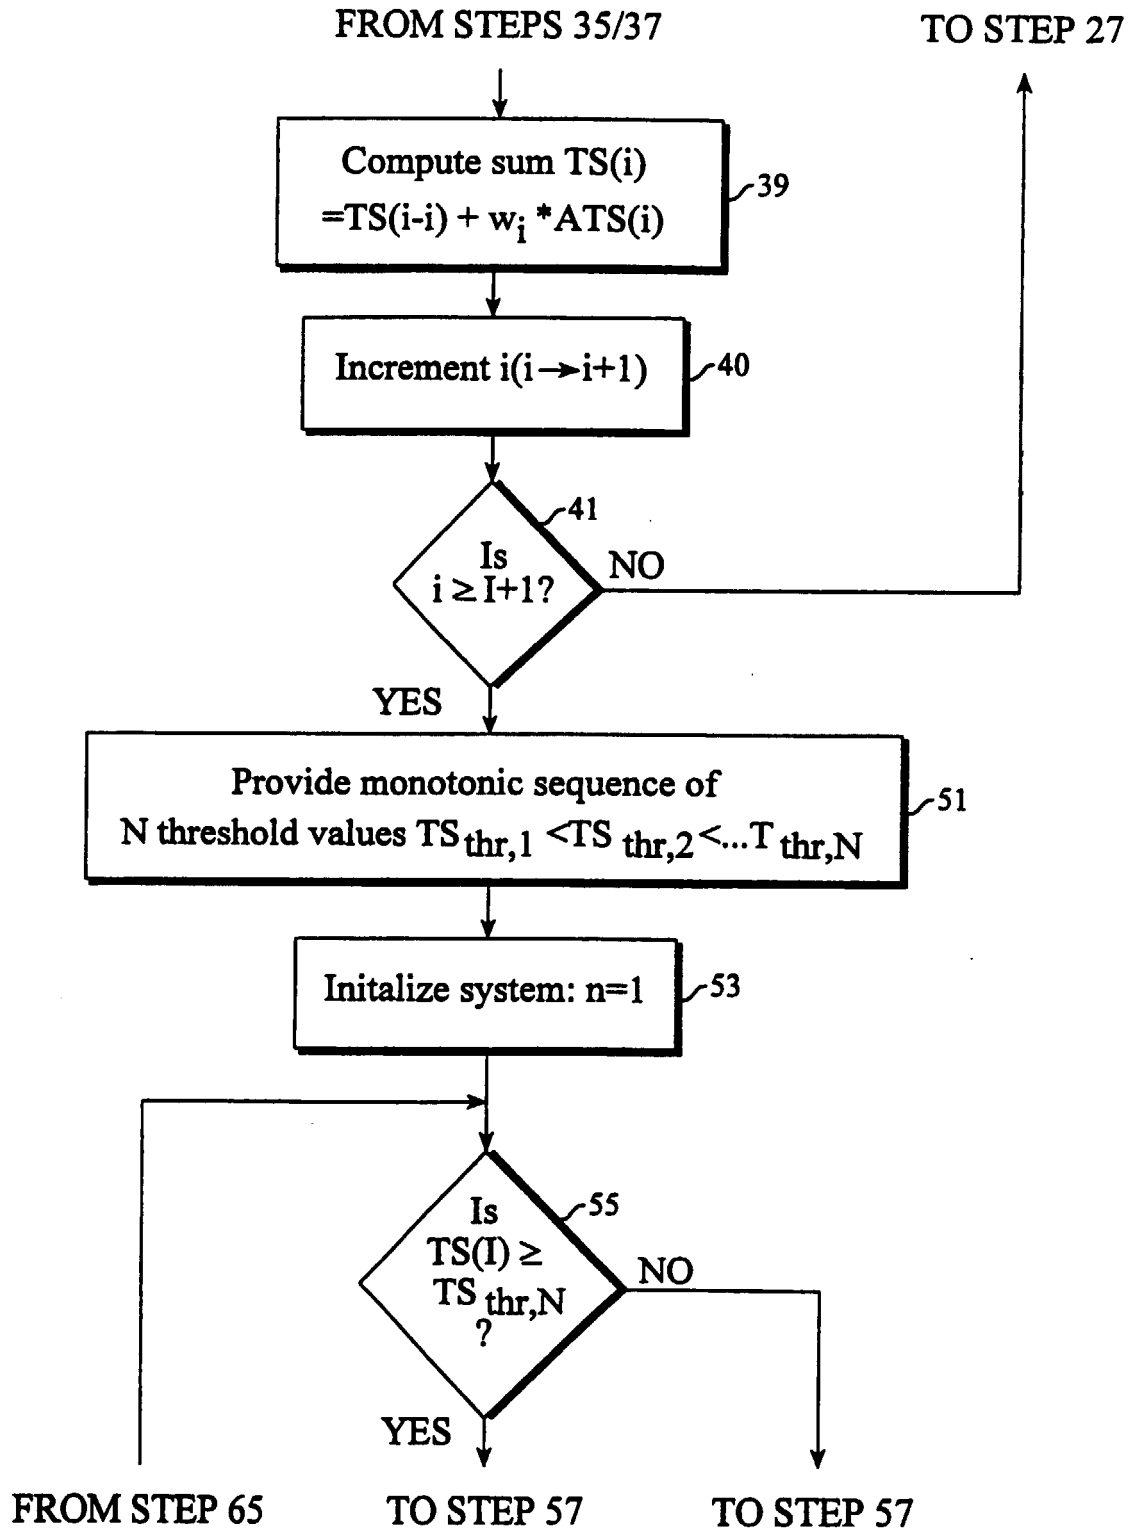 FROM STEPS 35/37
TO STEP 27
Compute sum TS(i)
=TS(i-i) + wi *ATS(i)
39
Increment i(i→i+1)
40
41
Is
i ≥ I+1?
NO
YES
Provide monotonic sequence of
N threshold values TS thr,1 <TS thr,2 <...T thr,N
51
Initalize system: n=1
53
55
Is
TS(I) ≥
TS thr,N
?
NO
YES
FROM STEP 65
TO STEP 57
TO STEP 57